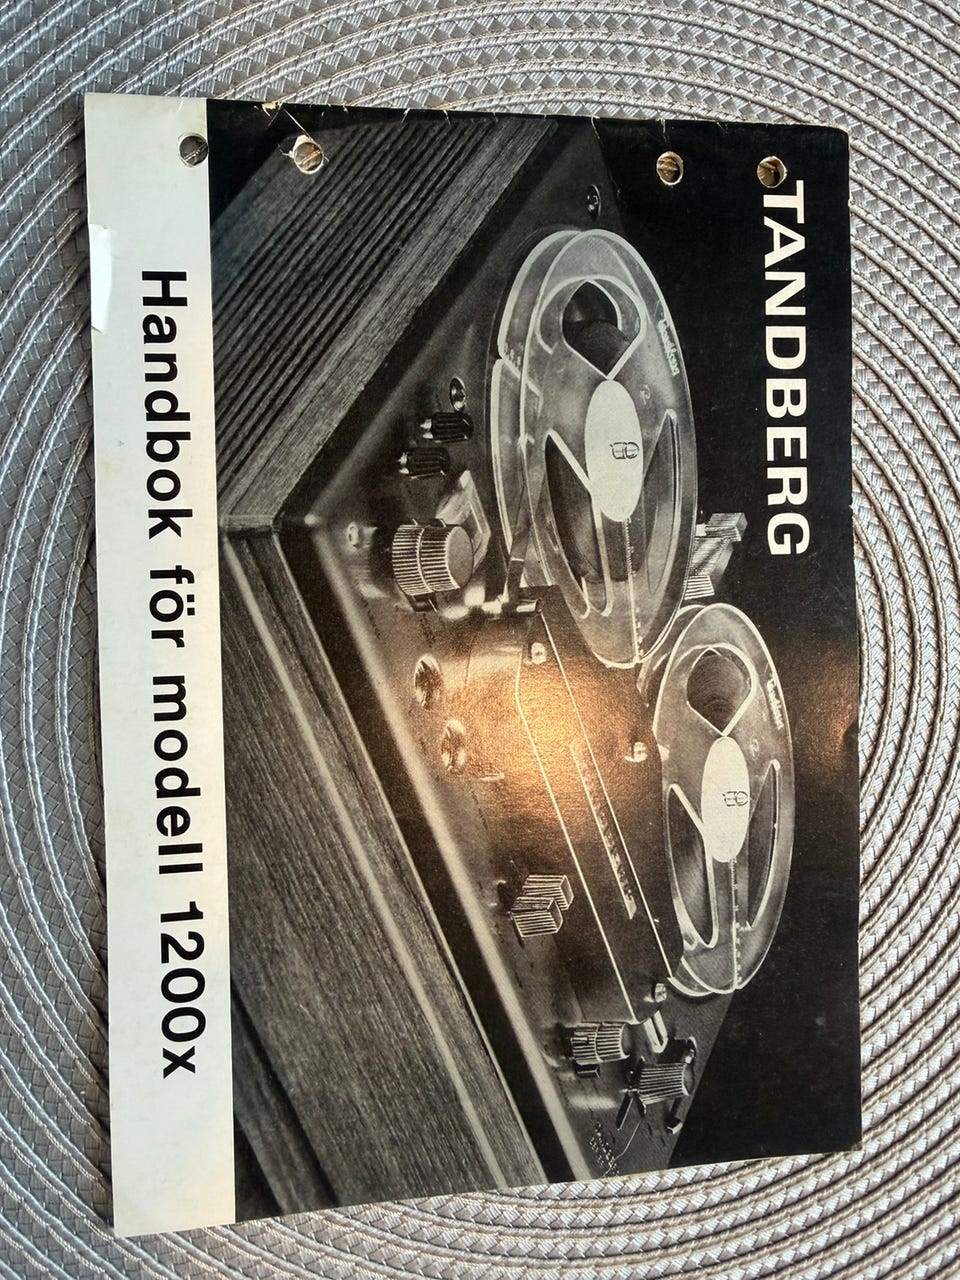 TANDBERG
Handbok för modell 1200x